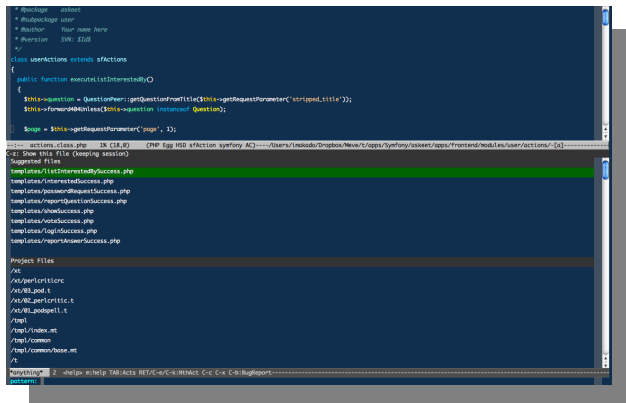 * @package    askeet
* @subpackage user
* @author     Your name here
* @version    SVN: $Id$
*/
class userActions extends sfActions
{
public function executeListInterestedBy()
{
$this->question = QuestionPeer::getQuestionFromTitle($this->getRequestParameter('stripped_title'));
$this->forward404Unless($this->question instanceof Question);
$page = $this->getRequestParameter('page', 1);
--:--  actions.class.php    1% (18,0)     (PHP Egg HSD sfAction symfony AC)----/Users/imakado/Dropbox/Meve/t/apps/Symfony/askeet/apps/frontend/modules/user/actions/-[a]--------------
C-z: Show this file (keeping session)
Suggested files
templates/listInterestedBySuccess.php
templates/interestedSuccess.php
templates/passwordRequestSuccess.php
templates/reportQuestionSuccess.php
templates/showSuccess.php
templates/voteSuccess.php
templates/loginSuccess.php
templates/reportAnswerSuccess.php
Project Files
/xt
/xt/perlcriticrc
/xt/03_pod.t
/xt/02_perlcritic.t
/xt/01_podspell.t
/tmpl
/tmpl/index.mt
/tmpl/common
/tmpl/common/base.mt
/t
*anything*  Z  <help> m:help TAB:Acts RET/C-e/C-k:NthAct C-c C-x C-b:BugReport--------------
pattern: